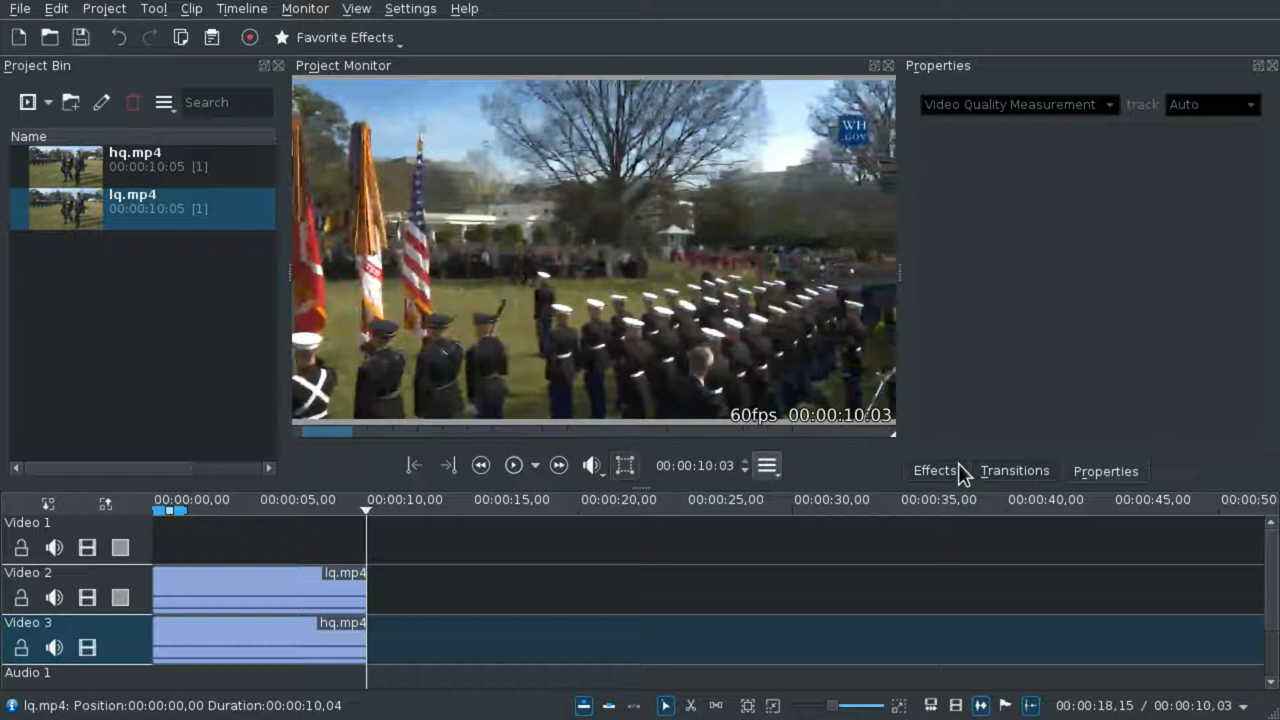 File Edit Project Tool Clip Timeline Monitor View Settings Help
Favorite Effects
Project Bin
Project Monitor
Properties
Search
Video Quality Measurement track Auto
Name
hq.mp4
00:00:10:05 [1]
lq.mp4
00:00:10:05 [1]
WH
.GOV
60fps 00:00:10:03
00:00:10:03
Effects Transitions Properties
00:00:00,00 00:00:05,00 00:00:10,00 00:00:15,00 00:00:20,00 00:00:25,00 00:00:30,00 00:00:35,00 00:00:40,00 00:00:45,00 00:00:50
Video 1
Video 2
lq.mp4
Video 3
hq.mp4
Audio 1
lq.mp4: Position:00:00:00,00 Duration:00:00:10,04
00:00:18,15 / 00:00:10,03